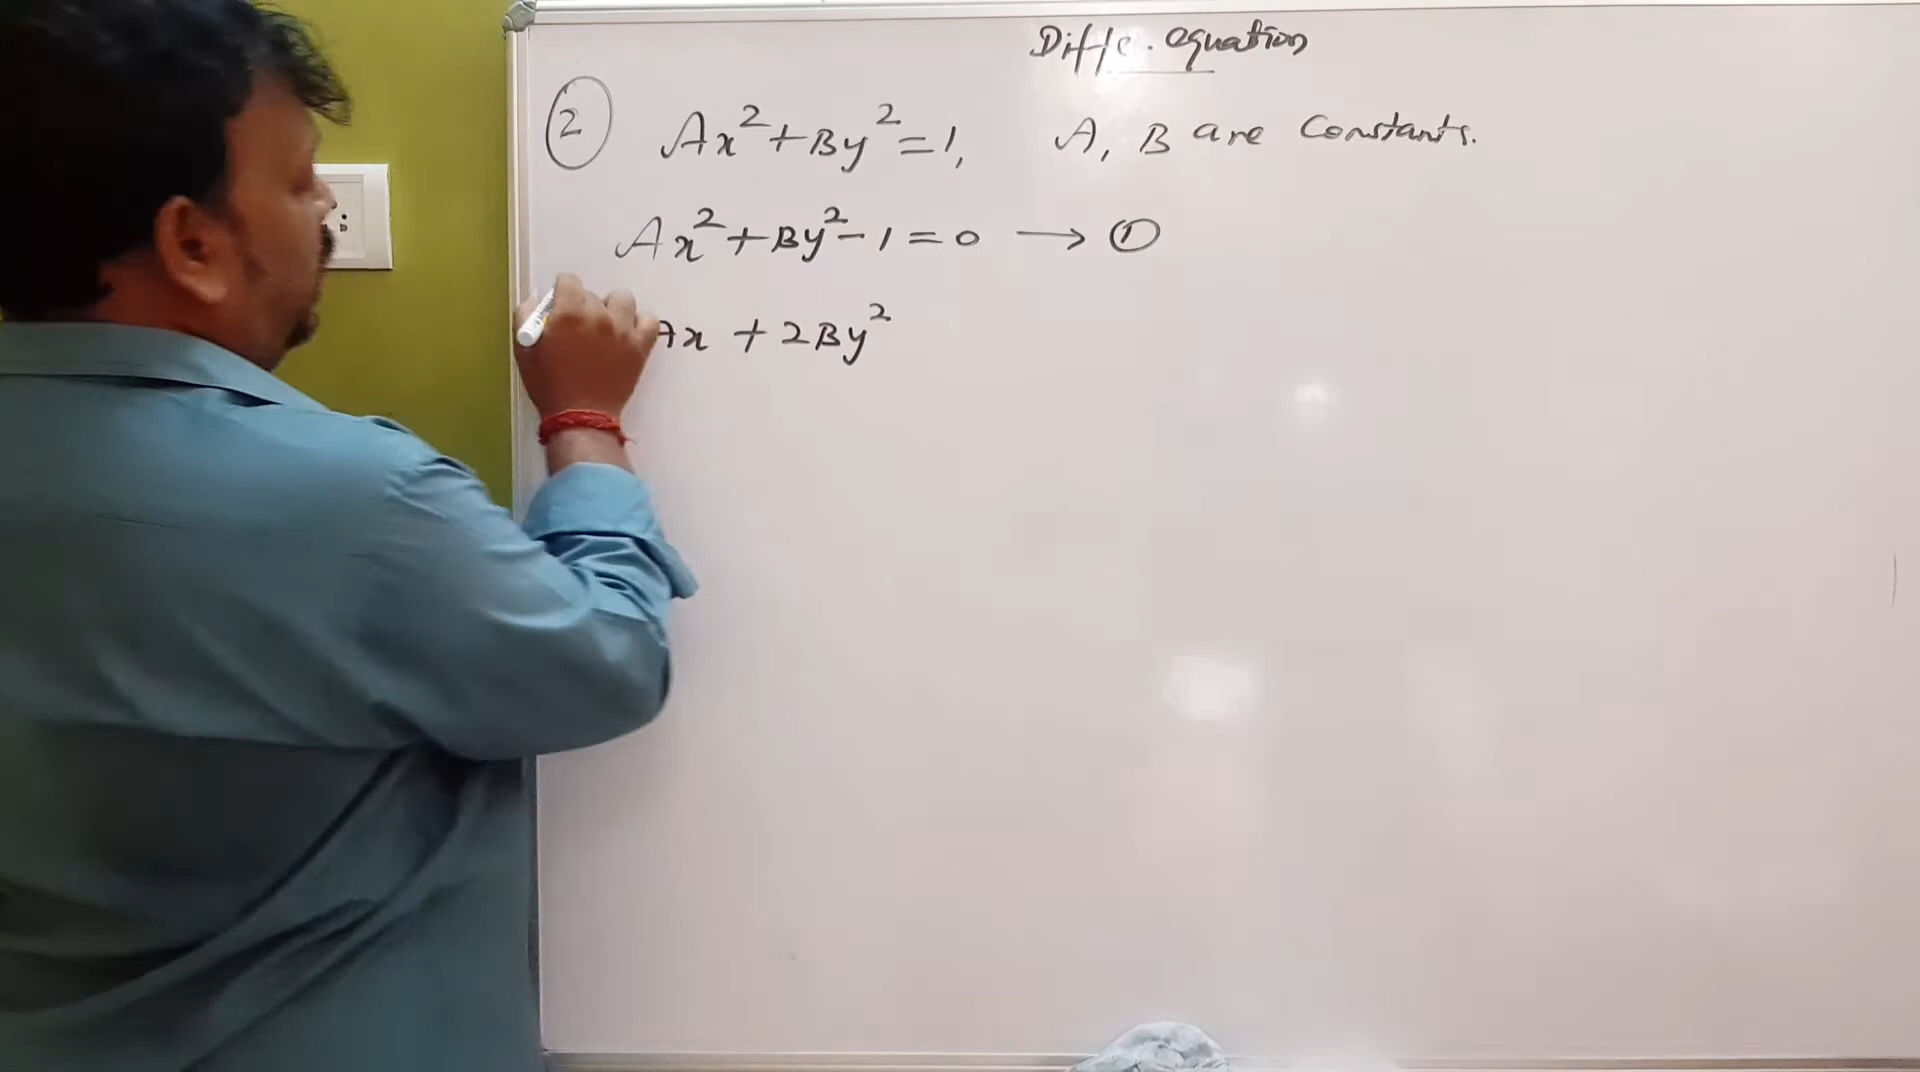 Diffe. equation
② Ax²+By²=1, A, B are Constants.
Ax²+By²-1=0 → ①
Ax + 2By²